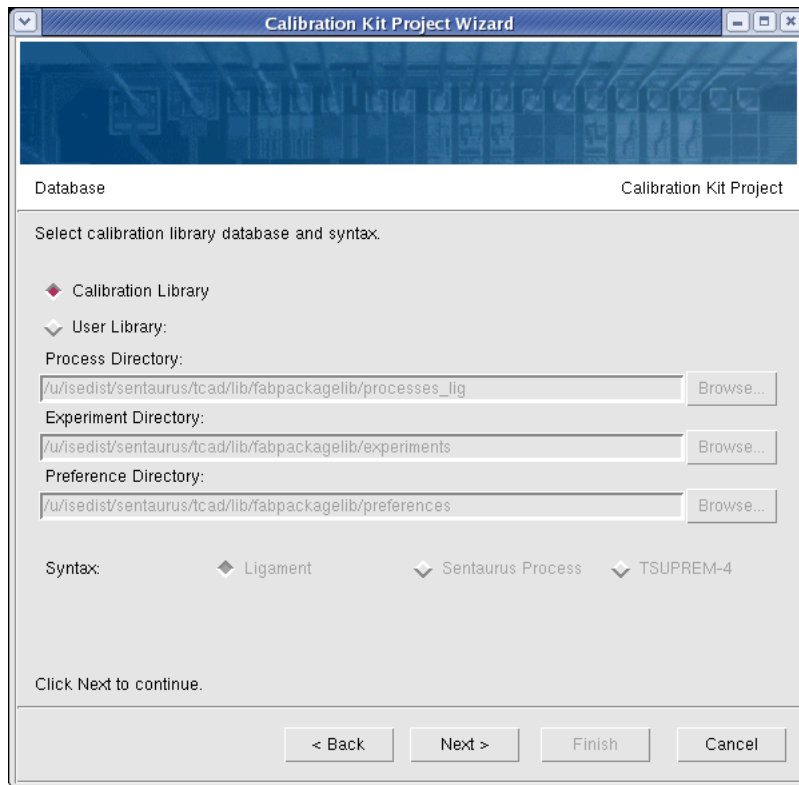 Calibration Kit Project Wizard
Database
Calibration Kit Project
Select calibration library database and syntax.
Calibration Library
User Library:
Process Directory:
/u/isedist/sentaurus/tcad/lib/fabpackagelib/processes_lig
Browse...
Experiment Directory:
/u/isedist/sentaurus/tcad/lib/fabpackagelib/experiments
Browse...
Preference Directory:
/u/isedist/sentaurus/tcad/lib/fabpackagelib/preferences
Browse...
Syntax:
Ligament
Sentaurus Process
TSUPREM-4
Click Next to continue.
< Back
Next >
Finish
Cancel